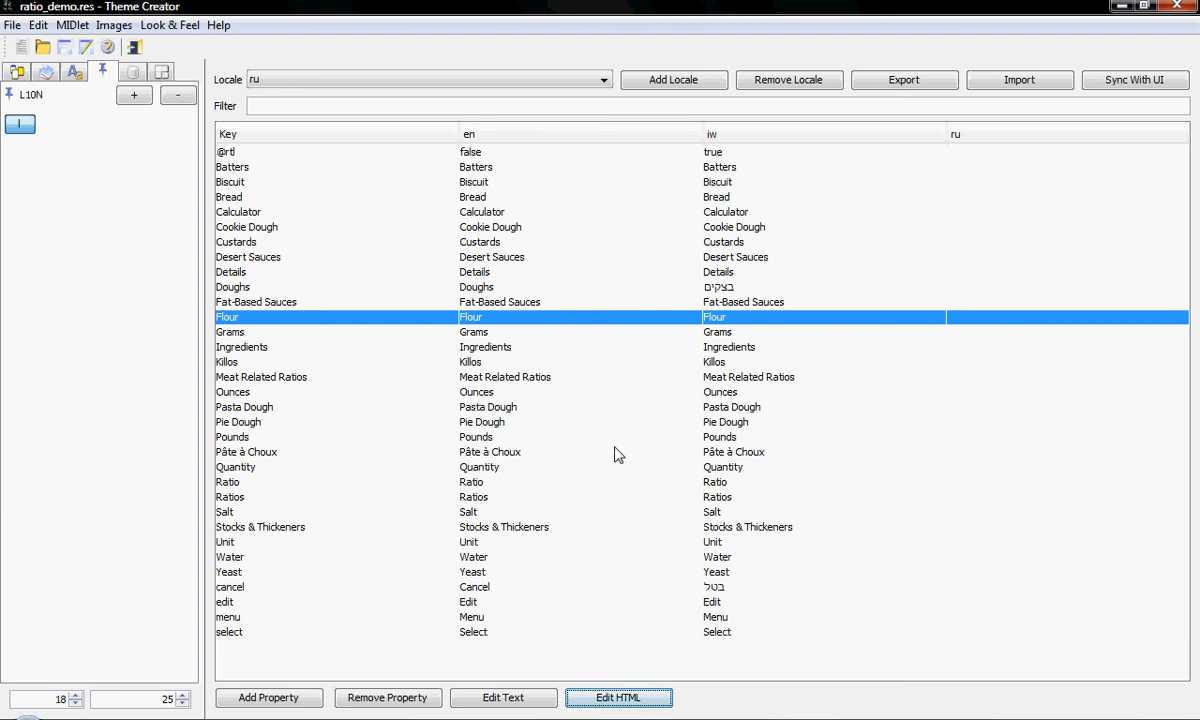 ratio_demo.res - Theme Creator
File Edit MIDlet Images Look & Feel Help
Locale ru Add Locale Remove Locale Export Import Sync With UI
L10N + -
Filter
Key en iw ru
@rtl false true
Batters Batters Batters
Biscuit Biscuit Biscuit
Bread Bread Bread
Calculator Calculator Calculator
Cookie Dough Cookie Dough Cookie Dough
Custards Custards Custards
Desert Sauces Desert Sauces Desert Sauces
Details Details Details
Doughs Doughs בצקים
Fat-Based Sauces Fat-Based Sauces Fat-Based Sauces
Flour Flour Flour
Grams Grams Grams
Ingredients Ingredients Ingredients
Killos Killos Killos
Meat Related Ratios Meat Related Ratios Meat Related Ratios
Ounces Ounces Ounces
Pasta Dough Pasta Dough Pasta Dough
Pie Dough Pie Dough Pie Dough
Pounds Pounds Pounds
Pâte à Choux Pâte à Choux Pâte à Choux
Quantity Quantity Quantity
Ratio Ratio Ratio
Ratios Ratios Ratios
Salt Salt Salt
Stocks & Thickeners Stocks & Thickeners Stocks & Thickeners
Unit Unit Unit
Water Water Water
Yeast Yeast Yeast
cancel Cancel בטל
edit Edit Edit
menu Menu Menu
select Select Select
18 25 Add Property Remove Property Edit Text Edit HTML